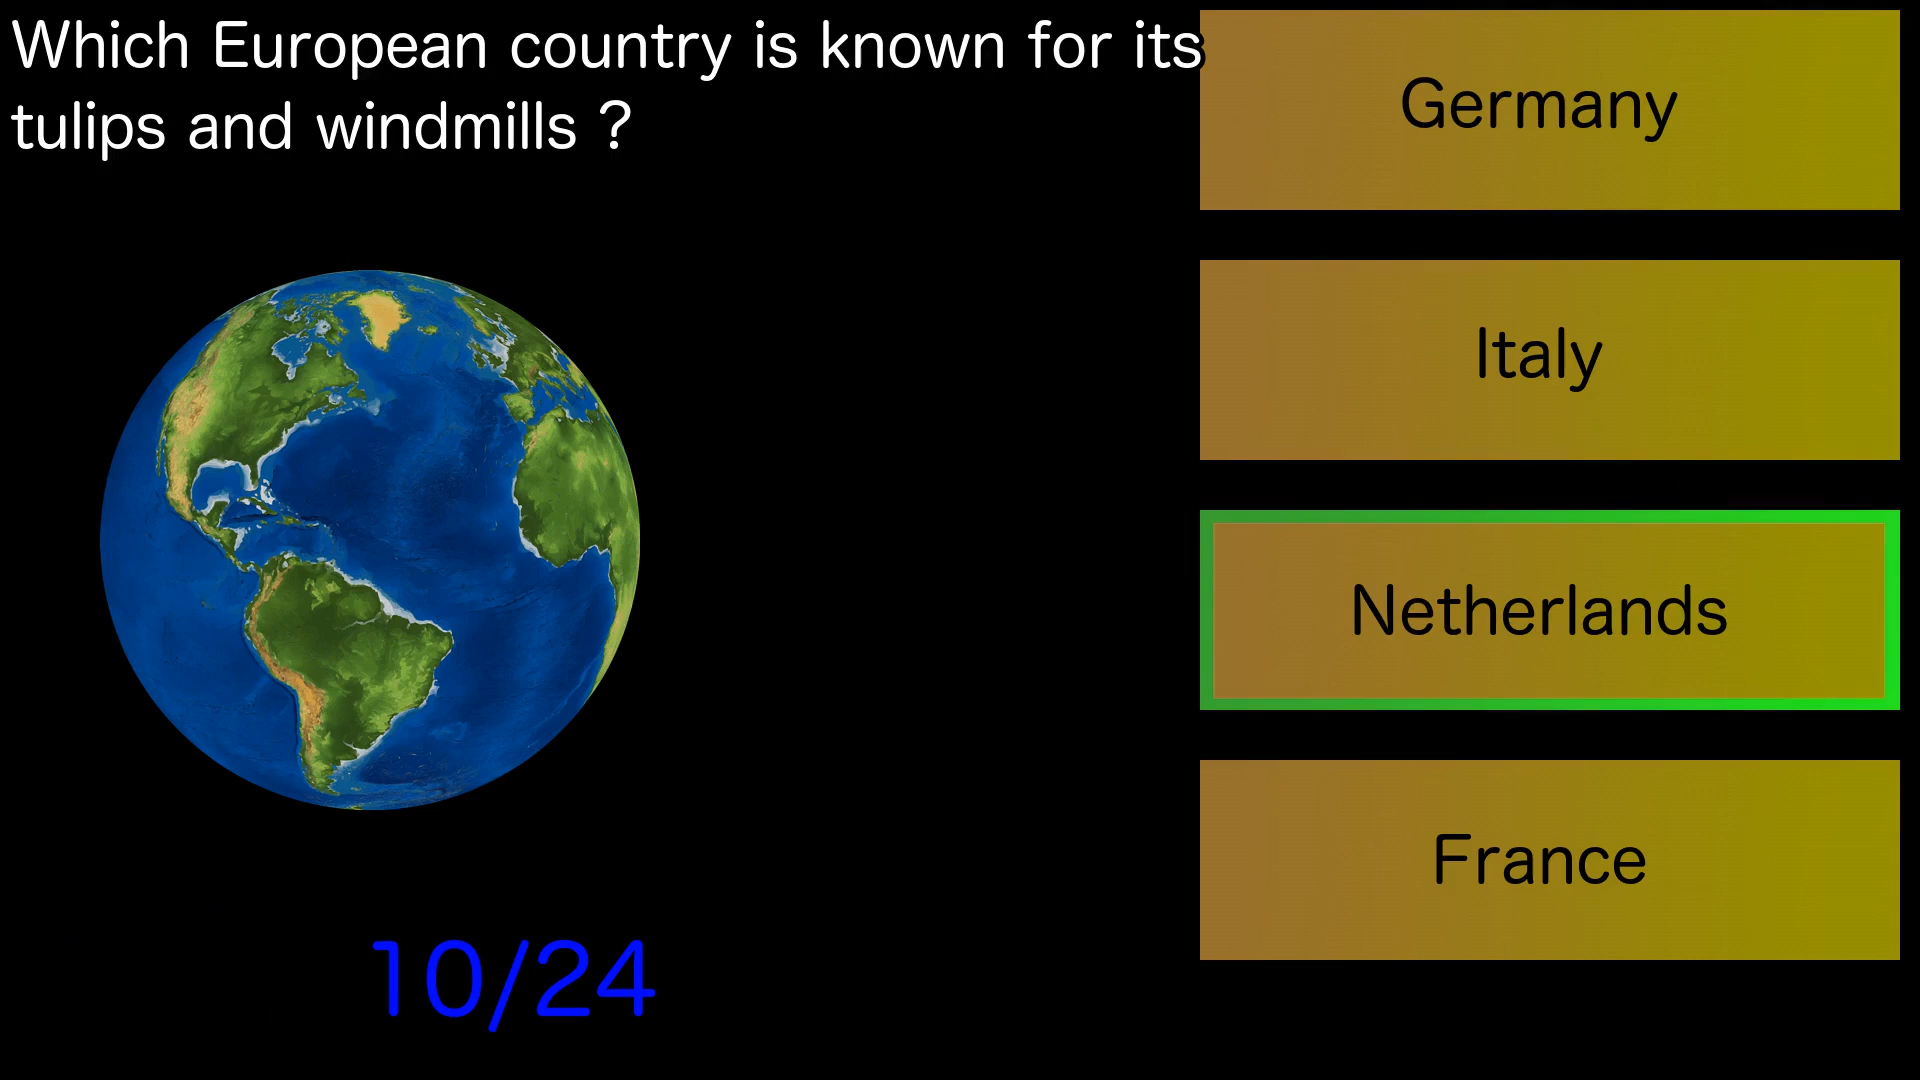 Which European country is known for its
tulips and windmills ?
Germany
Italy
Netherlands
France
10/24